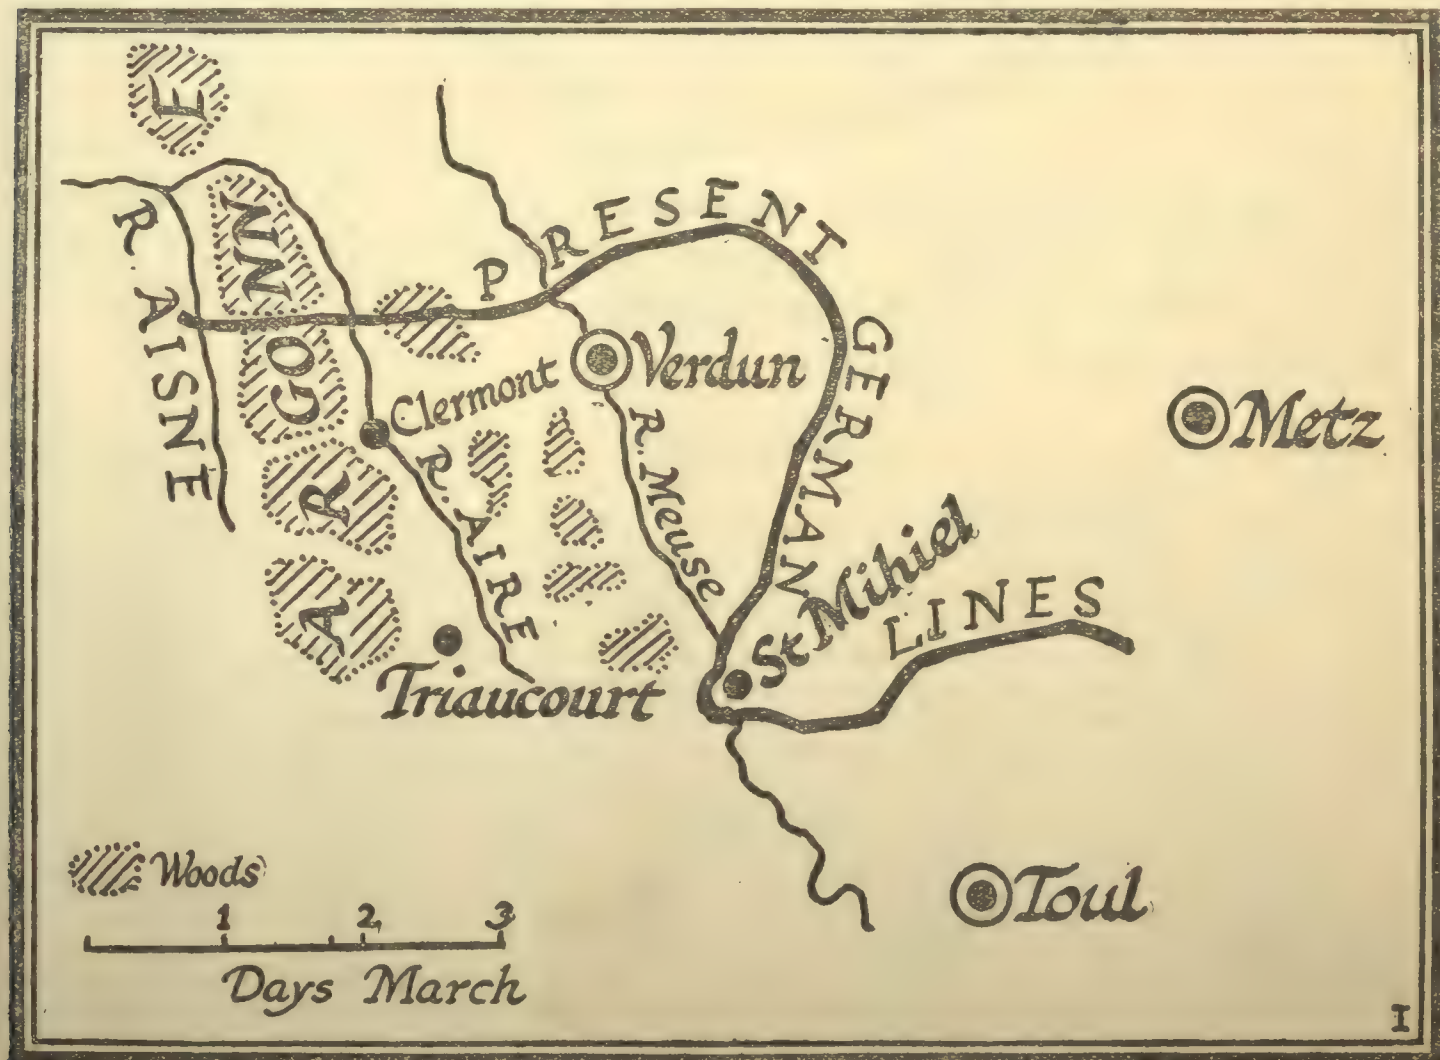 ARGONNE
R. AISNE
PRESENT GERMAN LINES
Verdun
Clermont
R. AIRE
R. Meuse
Metz
St Mihiel
Triaucourt
Toul
Woods
1 2 3
Days March
I